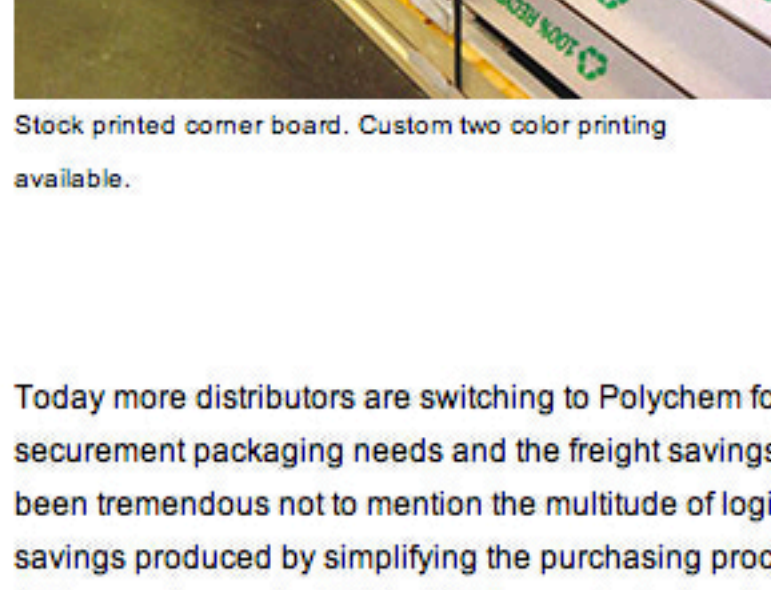 100% RECYC
Stock printed corner board. Custom two color printing
available.
Today more distributors are switching to Polychem fo
securement packaging needs and the freight savings
been tremendous not to mention the multitude of logi
savings produced by simplifying the purchasing proc